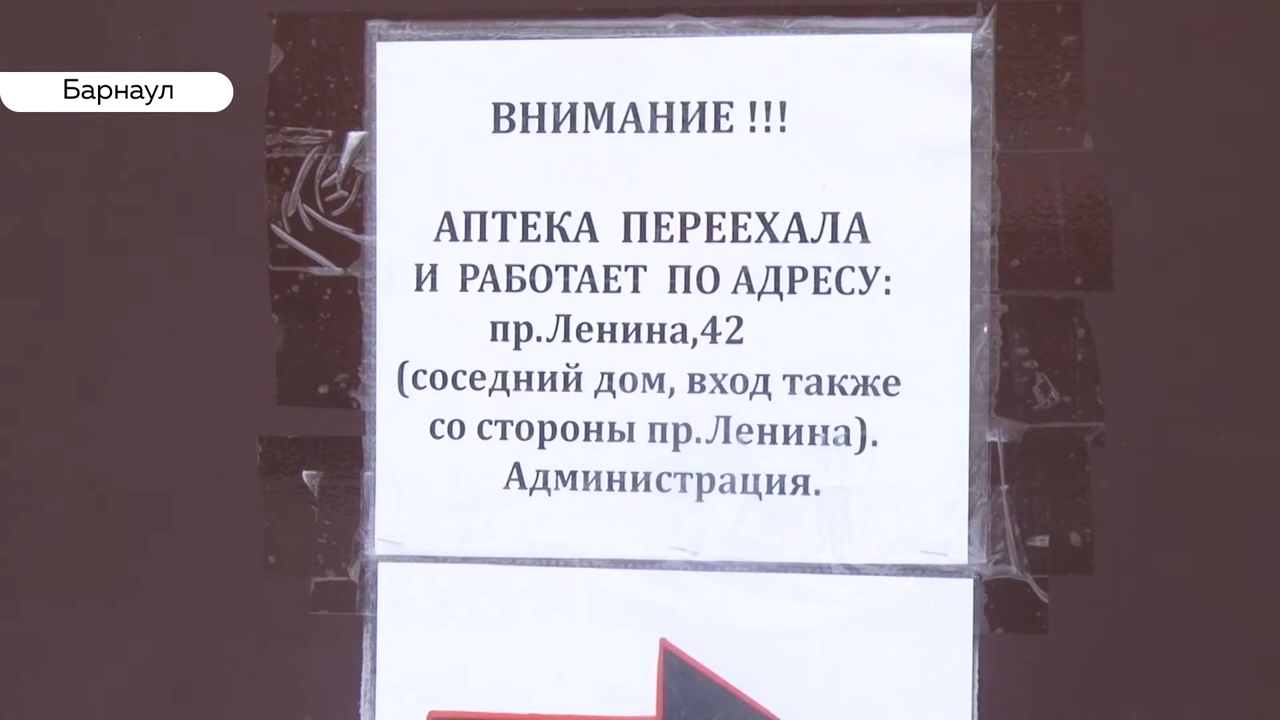 Барнаул
ВНИМАНИЕ !!!
АПТЕКА ПЕРЕЕХАЛА
И РАБОТАЕТ ПО АДРЕСУ:
пр.Ленина,42
(соседний дом, вход также
со стороны пр.Ленина).
Администрация.